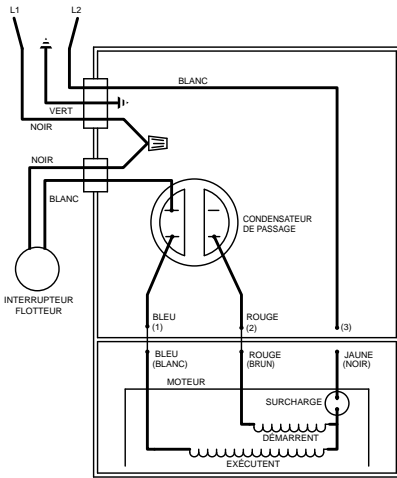 L1
L2
BLANC
VERT
NOIR
NOIR
BLANC
CONDENSATEUR
DE PASSAGE
INTERRUPTEUR
FLOTTEUR
BLEU
(1)
ROUGE
(2)
(3)
BLEU
(BLANC)
ROUGE
(BRUN)
JAUNE
(NOIR)
MOTEUR
SURCHARGE
DÉMARRENT
EXÉCUTENT